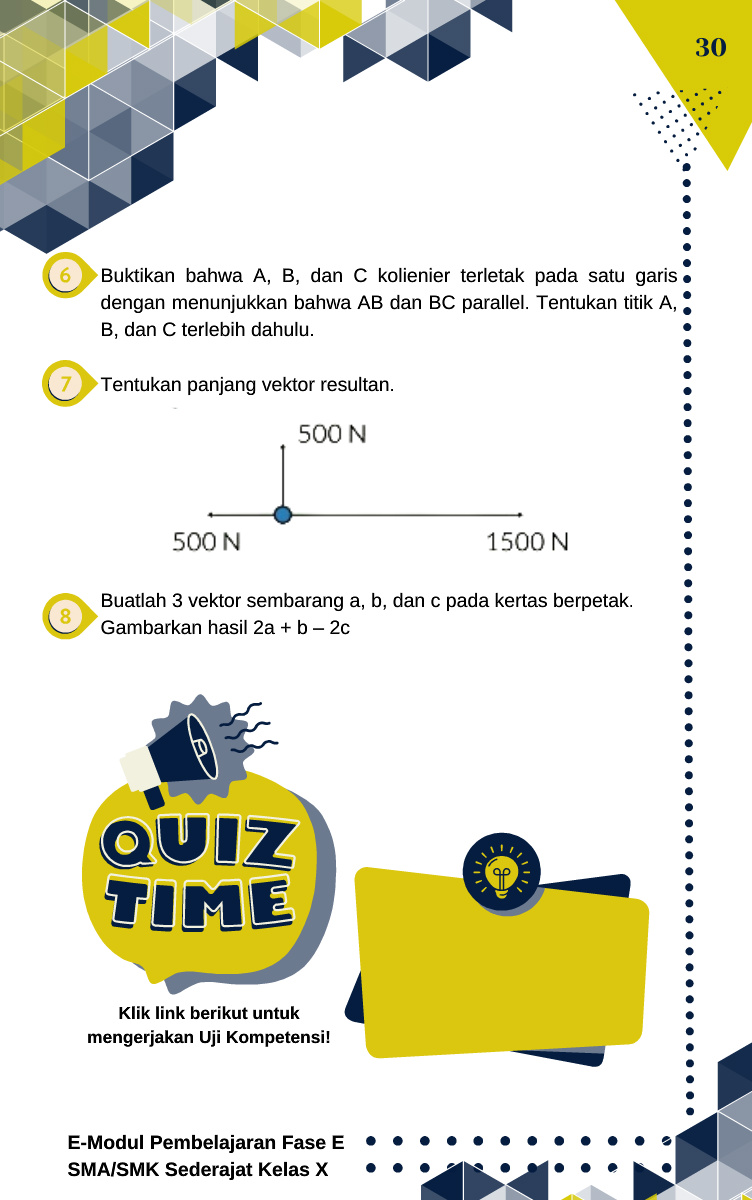 30
6
Buktikan bahwa A, B, dan C kolienier terletak pada satu garis
dengan menunjukkan bahwa AB dan BC parallel. Tentukan titik A,
B, dan C terlebih dahulu.
7
Tentukan panjang vektor resultan.
500 N
500 N
1500 N
8
Buatlah 3 vektor sembarang a, b, dan c pada kertas berpetak.
Gambarkan hasil 2a + b – 2c
QUIZ
TIME
Klik link berikut untuk
mengerjakan Uji Kompetensi!
E-Modul Pembelajaran Fase E
SMA/SMK Sederajat Kelas X